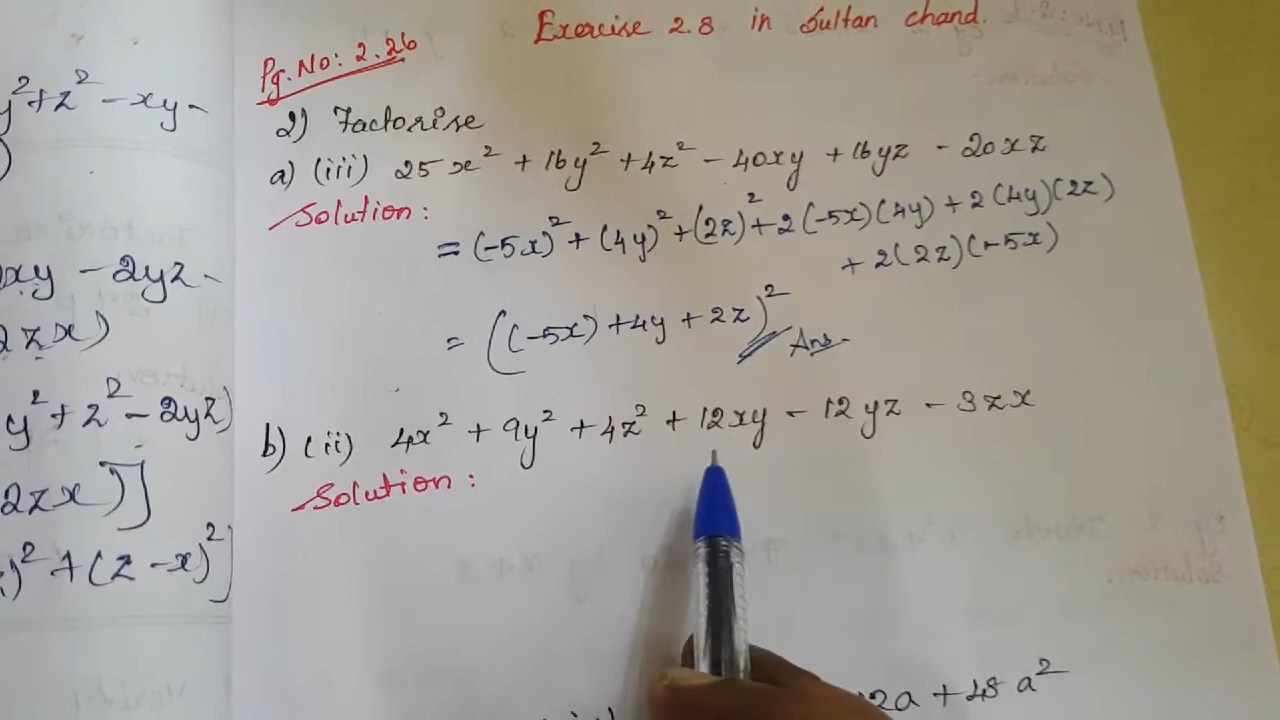 Exercise 2.8 in Sultan chand.
Pg.No: 2.26
2) Factorise
a) (iii) 25x² + 16y² + 4z² - 40xy + 16yz - 20xz
Solution:
= (-5x)² + (4y)² + (2z)² + 2(-5x)(4y) + 2(4y)(2z)
+ 2(2z)(-5x)
= ((-5x) + 4y + 2z)² Ans.
b) (ii) 4x² + 9y² + 4z² + 12xy - 12yz - 8zx
Solution:
2a + 48a²
y² + z² - xy -
)
xy - 2yz -
2zx)
y² + z² - 2yz)
2zx)]
)² + (z - x)²]